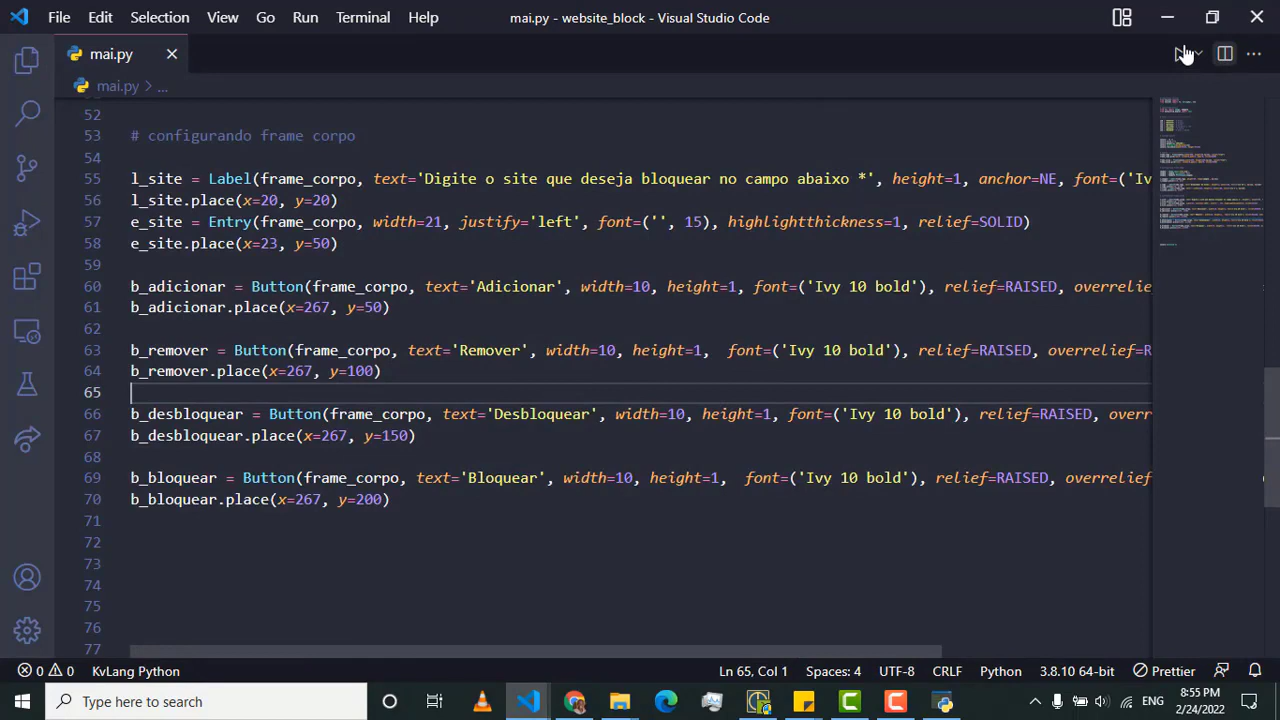 File Edit Selection View Go Run Terminal Help mai.py - website_block - Visual Studio Code
mai.py
mai.py > ...
52
53 # configurando frame corpo
54
55 l_site = Label(frame_corpo, text='Digite o site que deseja bloquear no campo abaixo *', height=1, anchor=NE, font=('Iv
56 l_site.place(x=20, y=20)
57 e_site = Entry(frame_corpo, width=21, justify='left', font=('', 15), highlightthickness=1, relief=SOLID)
58 e_site.place(x=23, y=50)
59
60 b_adicionar = Button(frame_corpo, text='Adicionar', width=10, height=1, font=('Ivy 10 bold'), relief=RAISED, overrelie
61 b_adicionar.place(x=267, y=50)
62
63 b_remover = Button(frame_corpo, text='Remover', width=10, height=1,  font=('Ivy 10 bold'), relief=RAISED, overrelief=R
64 b_remover.place(x=267, y=100)
65
66 b_desbloquear = Button(frame_corpo, text='Desbloquear', width=10, height=1, font=('Ivy 10 bold'), relief=RAISED, overr
67 b_desbloquear.place(x=267, y=150)
68
69 b_bloquear = Button(frame_corpo, text='Bloquear', width=10, height=1,  font=('Ivy 10 bold'), relief=RAISED, overrelief
70 b_bloquear.place(x=267, y=200)
71
72
73
74
75
76
77
0 0 KvLang Python Ln 65, Col 1 Spaces: 4 UTF-8 CRLF Python 3.8.10 64-bit Prettier
Type here to search ENG 8:55 PM
2/24/2022